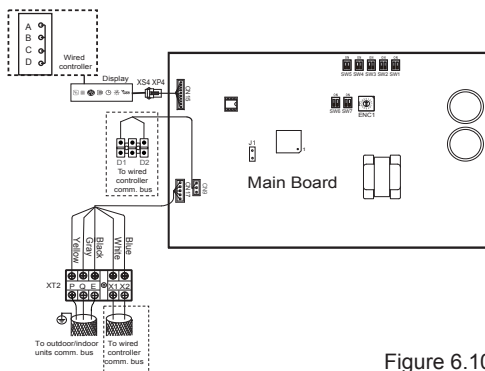 A
B
C
D
Wired
controller
Display
XS4 XP4
CN15
SW5 SW4 SW3 SW2 SW1
SW6 SW7
ENC1
J1
1
Main Board
D1 D2
To wired
controller
comm. bus
CN17
Yellow
Gray
Black
White
Blue
XT2
P Q E X1 X2
To outdoor/indoor
units comm. bus
To wired
controller
comm. bus
Figure 6.10